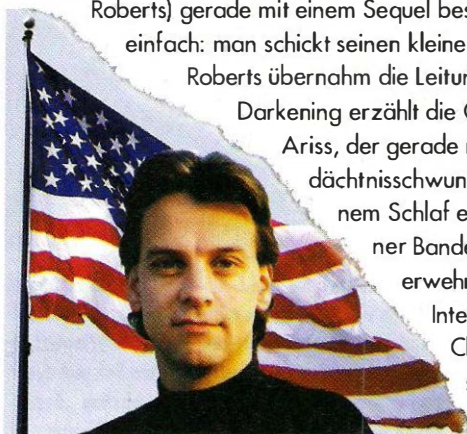 Roberts) gerade mit einem Sequel bes
einfach: man schickt seinen kleine
Roberts übernahm die Leitun
Darkening erzählt die G
Ariss, der gerade
dächtnisschwun
nem Schlaf e
ner Bande
erwehr
Inte